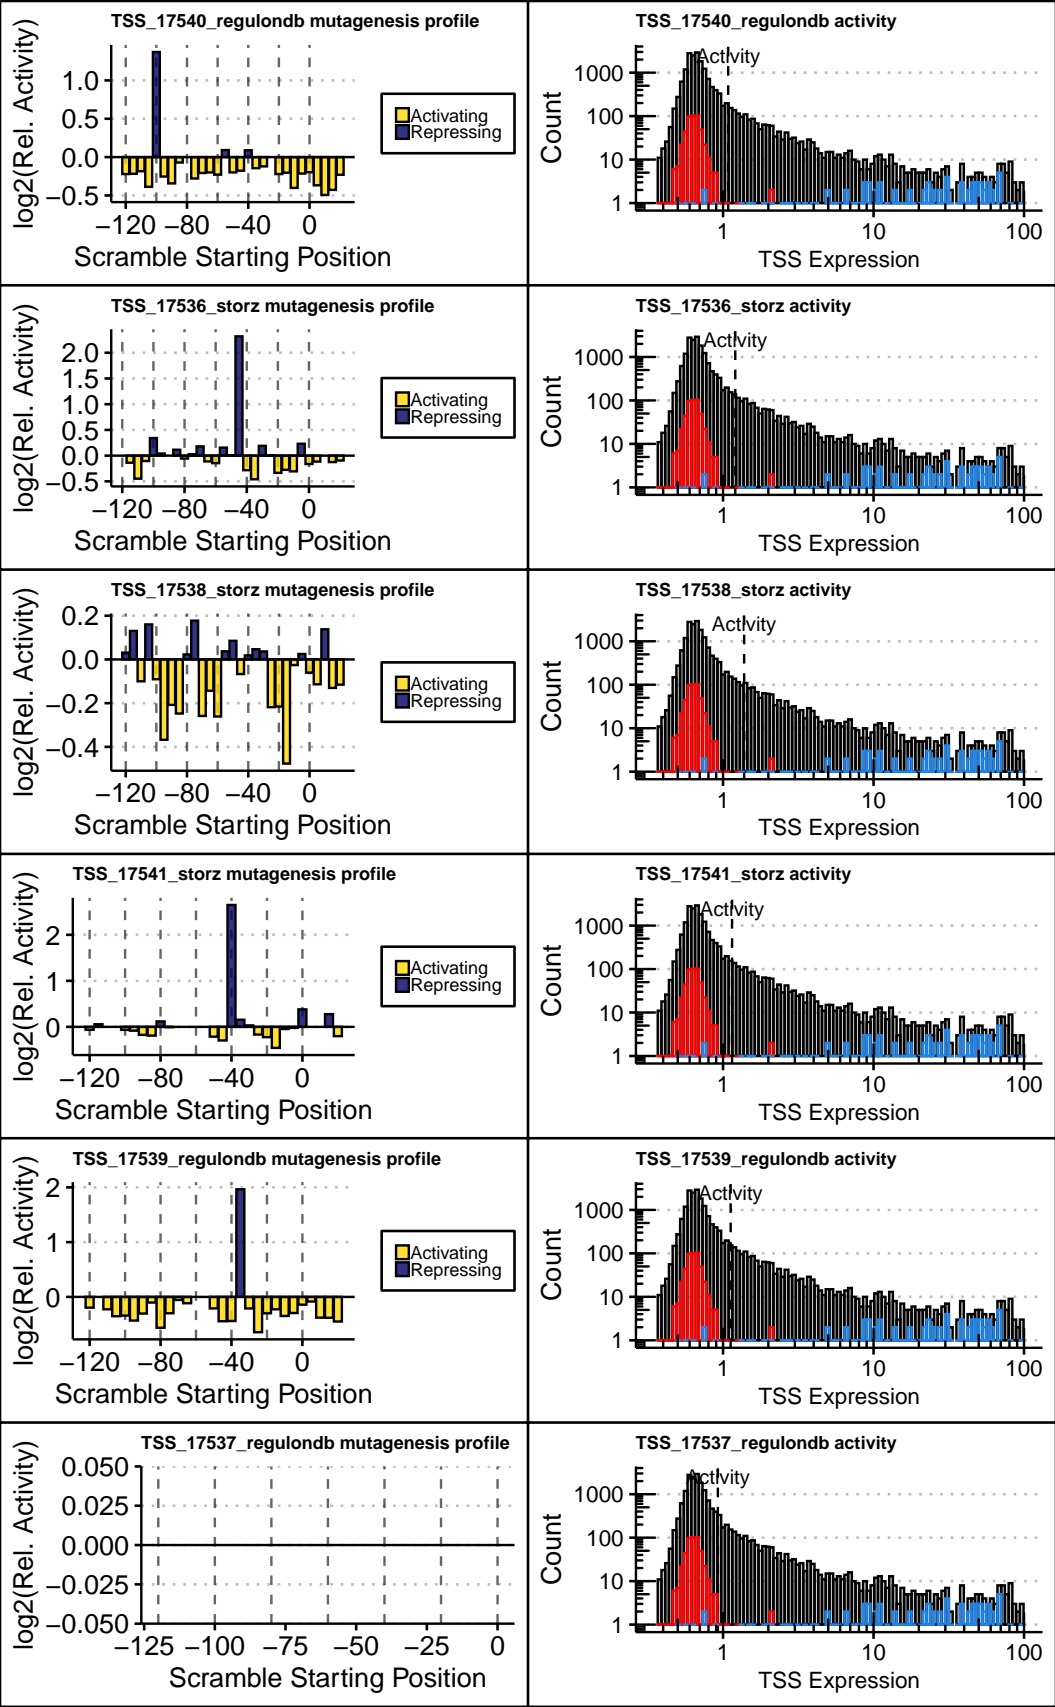 TSS_17540_regulondb mutagenesis profile
log2(Rel. Activity)
1.0
0.5
0.0
−0.5
−120 −80 −40 0
Scramble Starting Position
Activating
Repressing
TSS_17540_regulondb activity
Activity
Count
1000
100
10
1
1 10 100
TSS Expression
TSS_17536_storz mutagenesis profile
log2(Rel. Activity)
2.0
1.5
1.0
0.5
0.0
−0.5
−120 −80 −40 0
Scramble Starting Position
Activating
Repressing
TSS_17536_storz activity
Activity
Count
1000
100
10
1
1 10 100
TSS Expression
TSS_17538_storz mutagenesis profile
log2(Rel. Activity)
0.2
0.0
−0.2
−0.4
−120 −80 −40 0
Scramble Starting Position
Activating
Repressing
TSS_17538_storz activity
Activity
Count
1000
100
10
1
1 10 100
TSS Expression
TSS_17541_storz mutagenesis profile
log2(Rel. Activity)
2
1
0
−120 −80 −40 0
Scramble Starting Position
Activating
Repressing
TSS_17541_storz activity
Activity
Count
1000
100
10
1
1 10 100
TSS Expression
TSS_17539_regulondb mutagenesis profile
log2(Rel. Activity)
2
1
0
−120 −80 −40 0
Scramble Starting Position
Activating
Repressing
TSS_17539_regulondb activity
Activity
Count
1000
100
10
1
1 10 100
TSS Expression
TSS_17537_regulondb mutagenesis profile
log2(Rel. Activity)
0.050
0.025
0.000
−0.025
−0.050
−125 −100 −75 −50 −25 0
Scramble Starting Position
TSS_17537_regulondb activity
Activity
Count
1000
100
10
1
1 10 100
TSS Expression